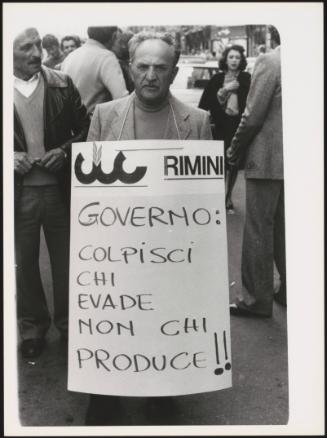 RIMINI
GOVERNO:
COLPISCI
CHI
EVADE
NON CHI
PRODUCE!!